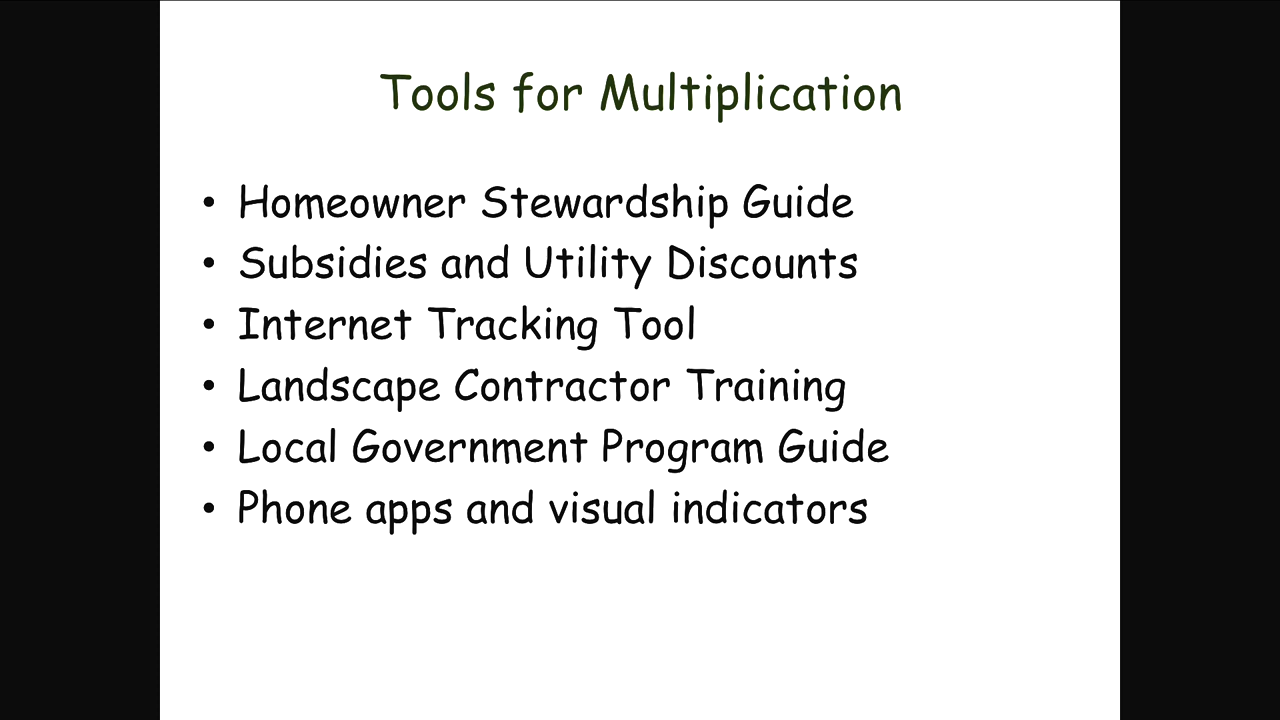 Tools for Multiplication
• Homeowner Stewardship Guide
• Subsidies and Utility Discounts
• Internet Tracking Tool
• Landscape Contractor Training
• Local Government Program Guide
• Phone apps and visual indicators